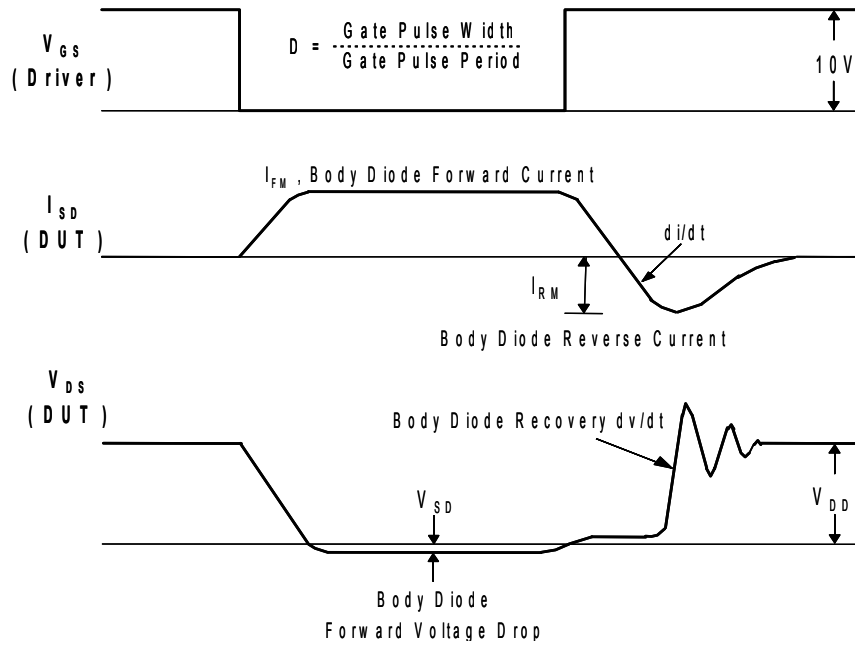 V_GS
(Driver)
D = Gate Pulse Width
Gate Pulse Period
10V
I_FM , Body Diode Forward Current
I_SD
(DUT)
di/dt
I_RM
Body Diode Reverse Current
V_DS
(DUT)
Body Diode Recovery dv/dt
V_SD
V_DD
Body Diode
Forward Voltage Drop